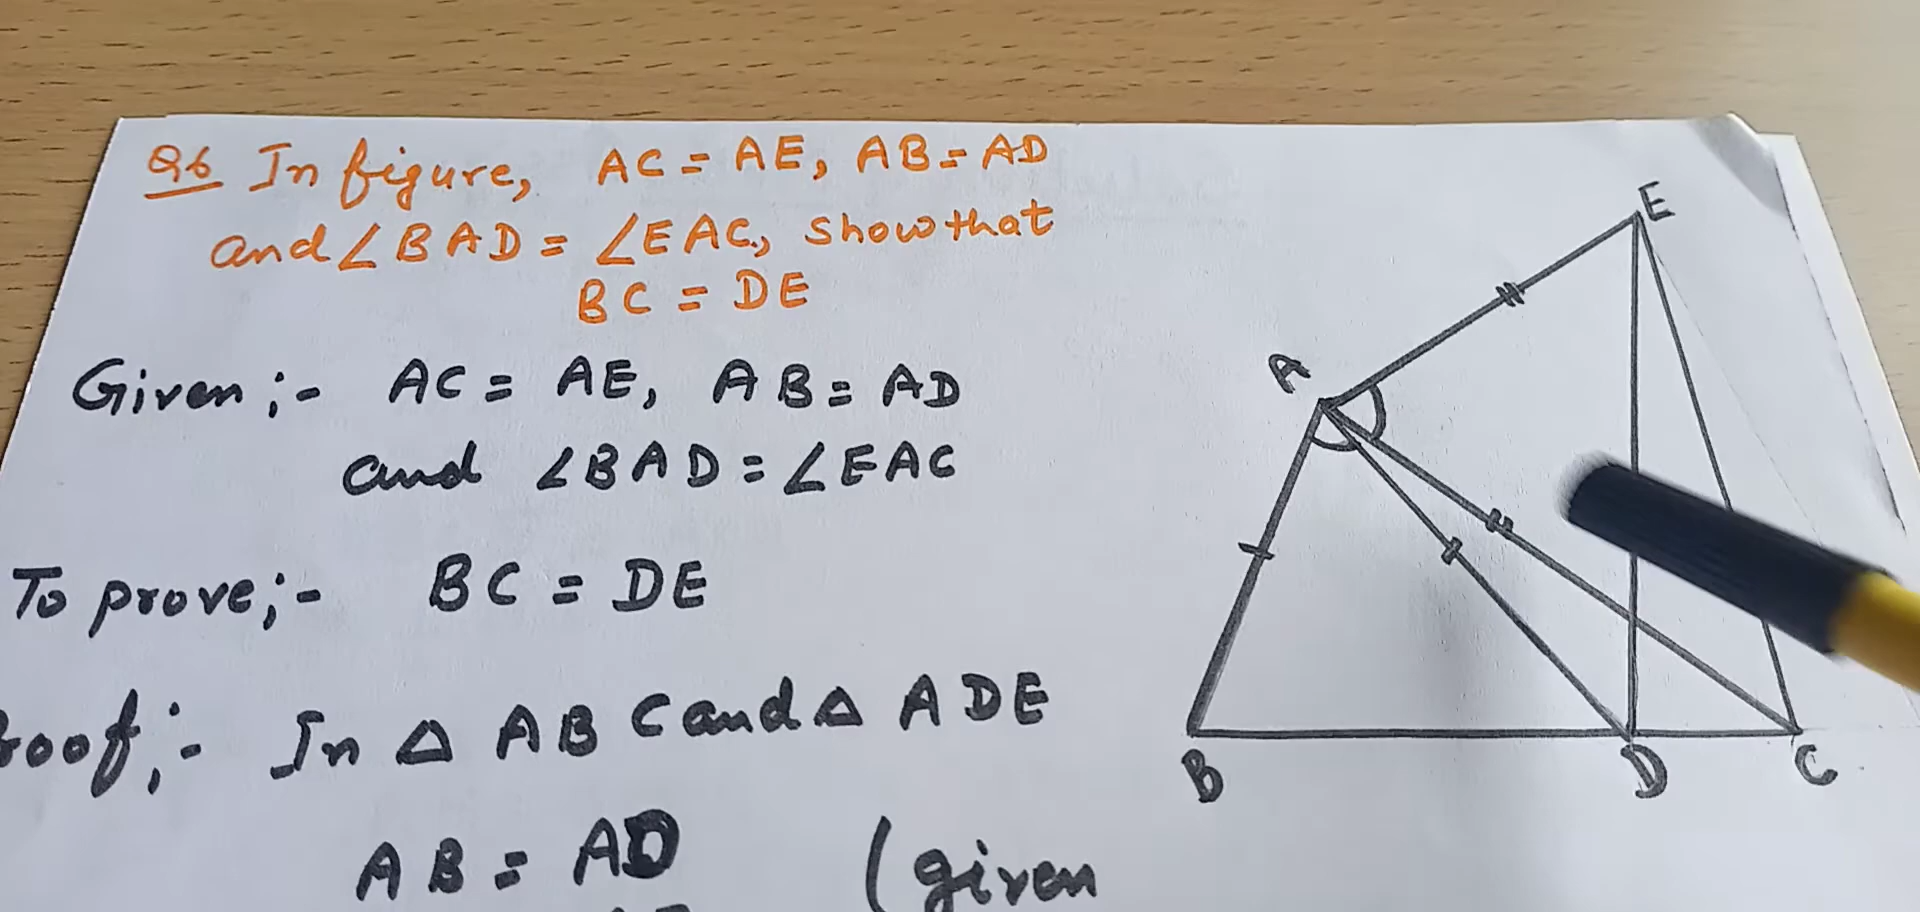 Q6 In figure, AC = AE, AB = AD
and ∠BAD = ∠EAC, show that
BC = DE
Given :- AC = AE, AB = AD
and ∠BAD = ∠EAC
To prove :- BC = DE
roof :- In △ ABC and △ ADE
AB = AD (given
E
A
B
D
C